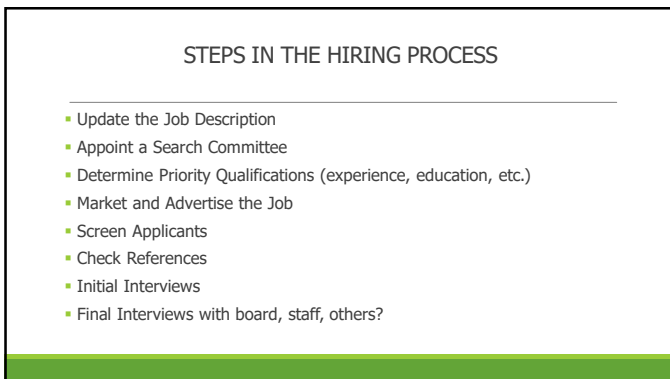 STEPS IN THE HIRING PROCESS
▪ Update the Job Description
▪ Appoint a Search Committee
▪ Determine Priority Qualifications (experience, education, etc.)
▪ Market and Advertise the Job
▪ Screen Applicants
▪ Check References
▪ Initial Interviews
▪ Final Interviews with board, staff, others?